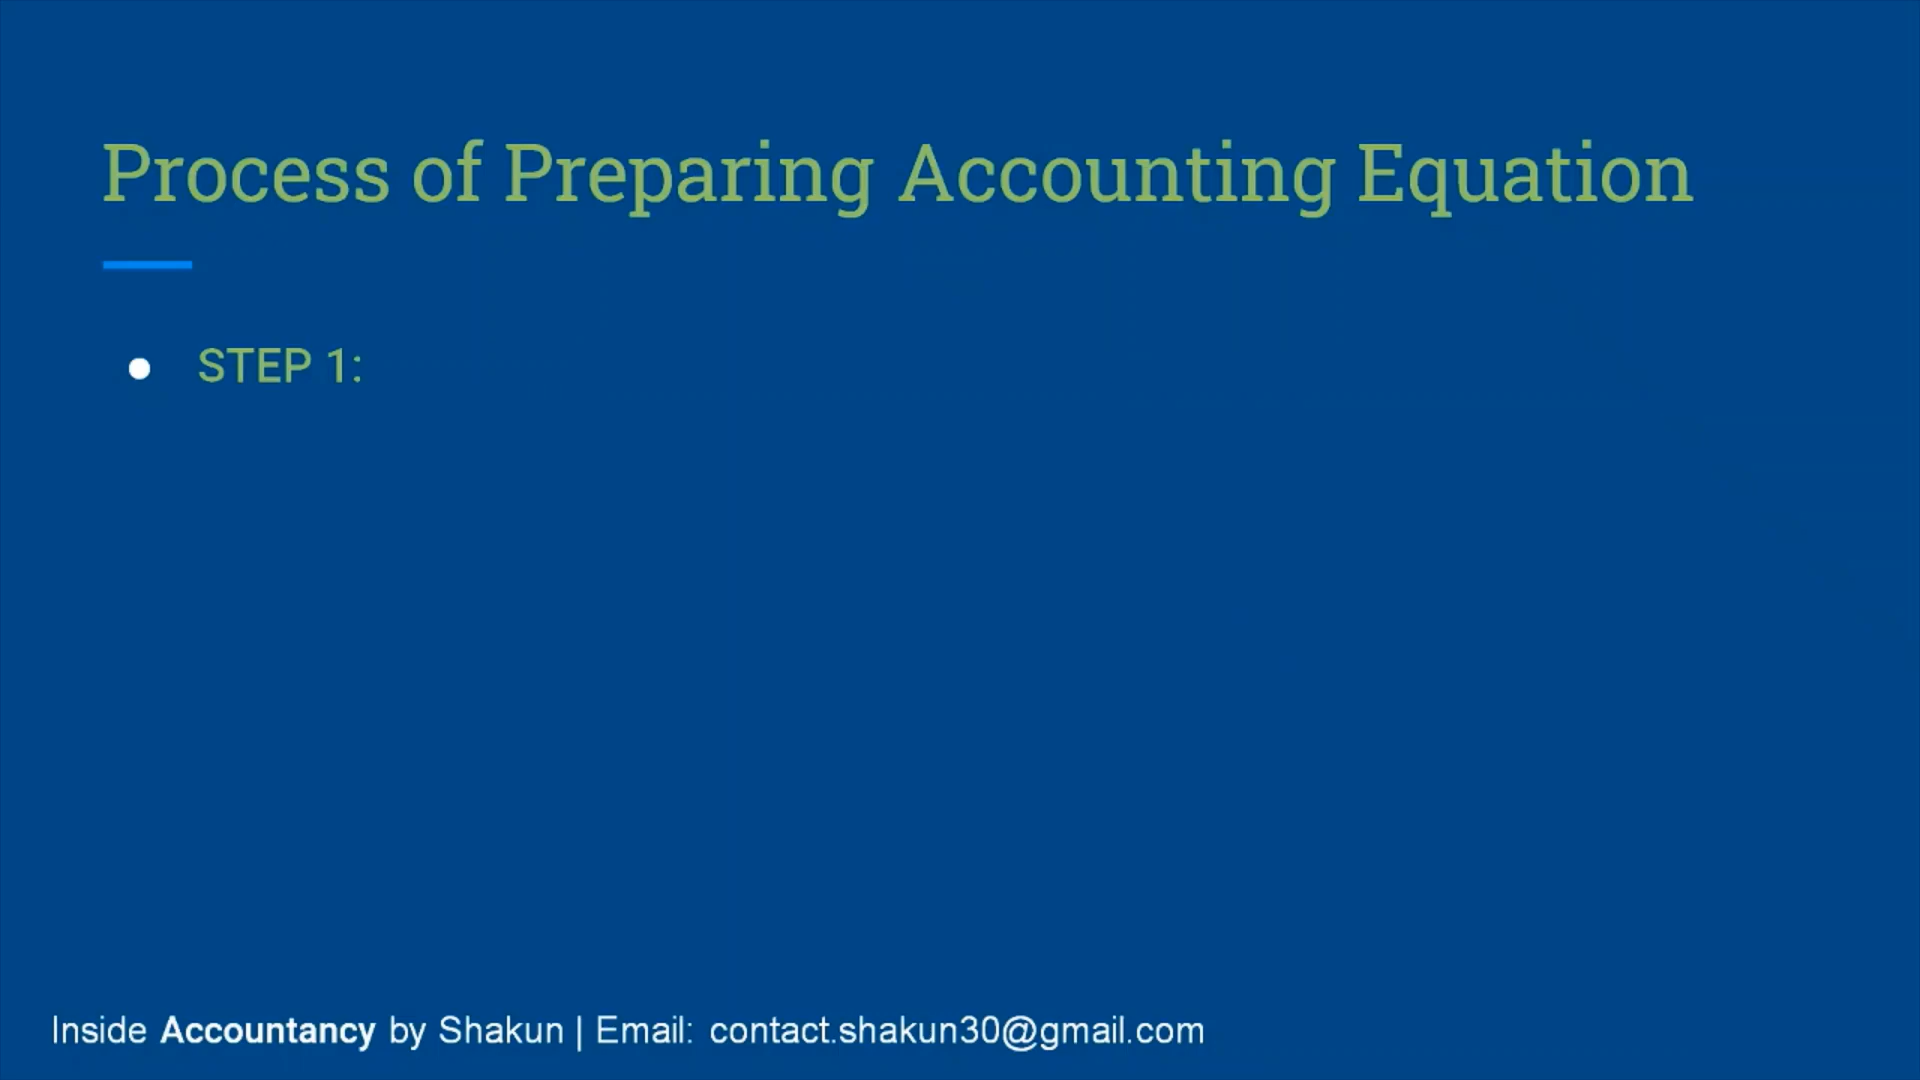 Process of Preparing Accounting Equation
● STEP 1:
Inside Accountancy by Shakun | Email: contact.shakun30@gmail.com